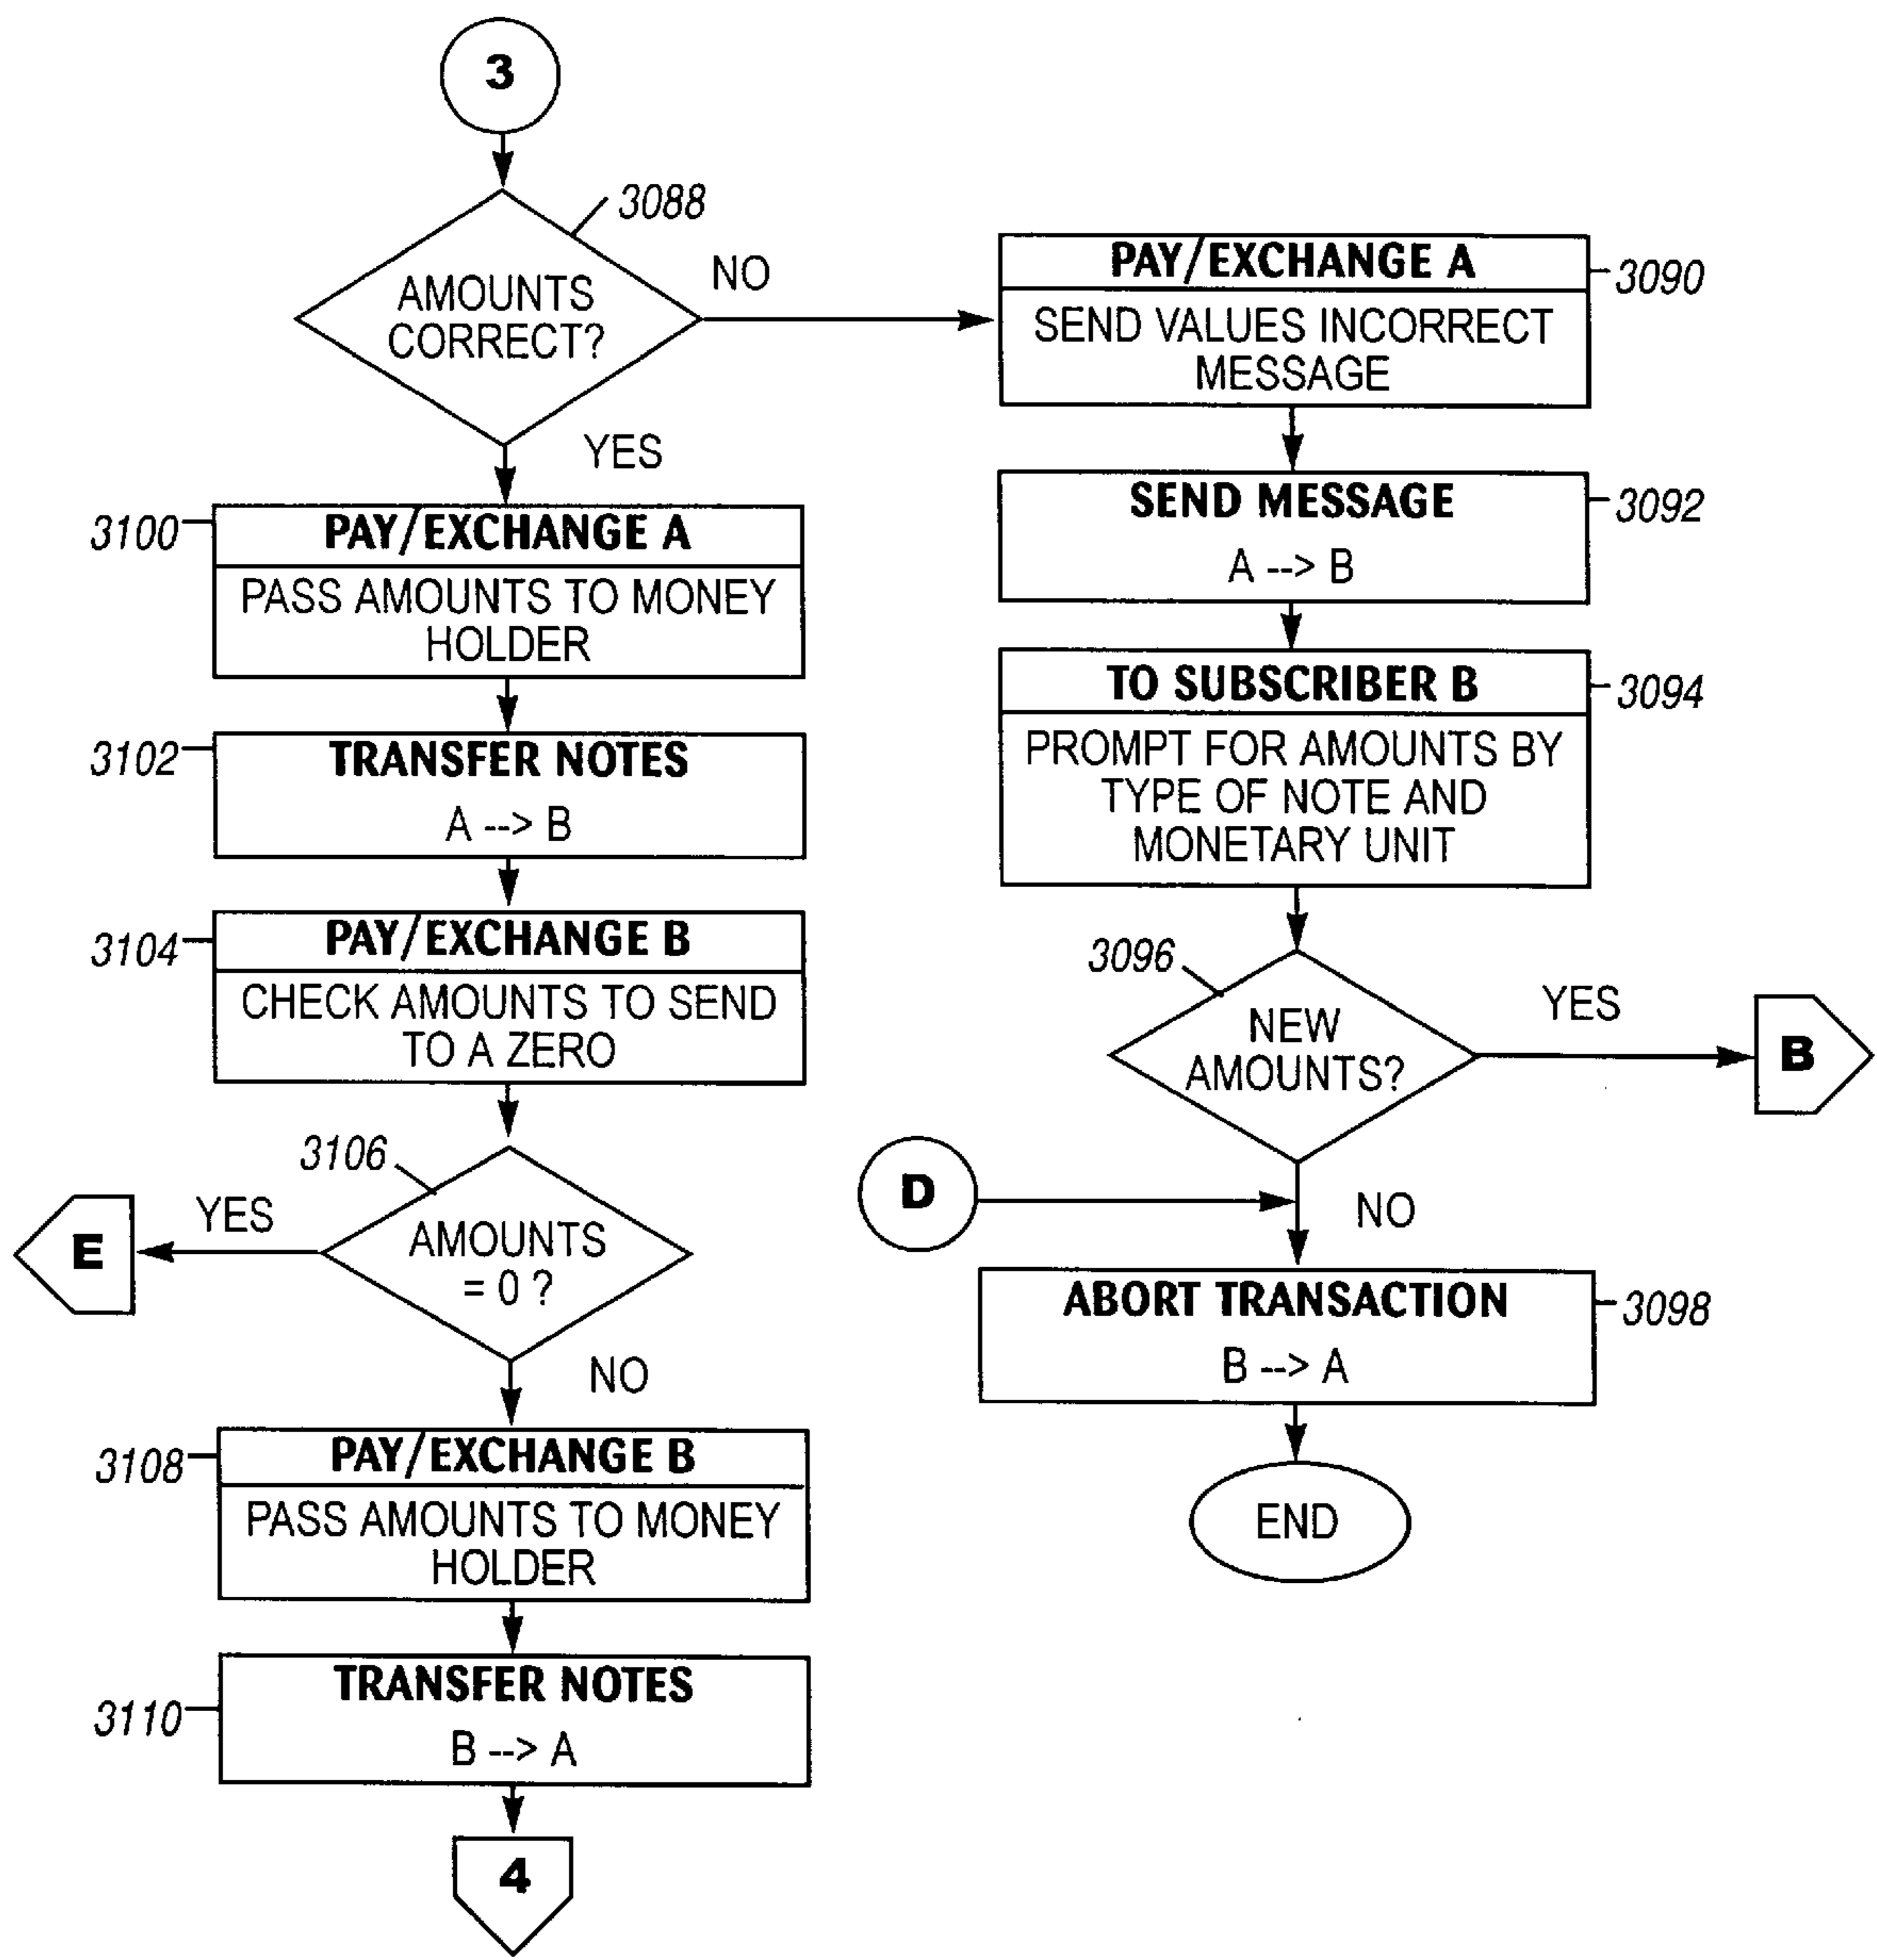 3
3088
AMOUNTS
CORRECT?
NO
YES
PAY/EXCHANGE A
3090
SEND VALUES INCORRECT
MESSAGE
SEND MESSAGE
3092
A --> B
TO SUBSCRIBER B
3094
PROMPT FOR AMOUNTS BY
TYPE OF NOTE AND
MONETARY UNIT
3096
NEW
AMOUNTS?
YES
B
D
NO
ABORT TRANSACTION
3098
B --> A
END
3100
PAY/EXCHANGE A
PASS AMOUNTS TO MONEY
HOLDER
3102
TRANSFER NOTES
A --> B
3104
PAY/EXCHANGE B
CHECK AMOUNTS TO SEND
TO A ZERO
3106
AMOUNTS
= 0 ?
YES
E
NO
3108
PAY/EXCHANGE B
PASS AMOUNTS TO MONEY
HOLDER
3110
TRANSFER NOTES
B --> A
4